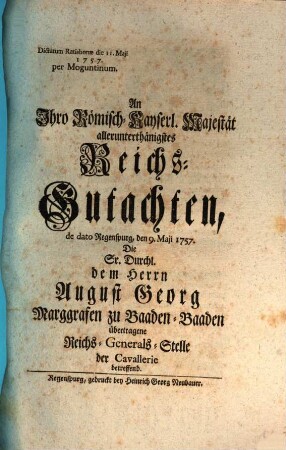 Dictatum Ratisbonæ die 11. Maji
1757.
per Moguntinum.
An
Ihro Römisch-Kayserl. Majestät
allerunterthänigstes
Reichs-
Gutachten,
de dato Regenspurg, den 9. Maji 1757.
Die
Sr. Durchl.
dem Herrn
August Georg
Marggrafen zu Baaden-Baaden
übertragene
Reichs-Generals-Stelle
der Cavallerie
betreffend.
Regenspurg, gedruckt bey Heinrich Georg Neubauer.